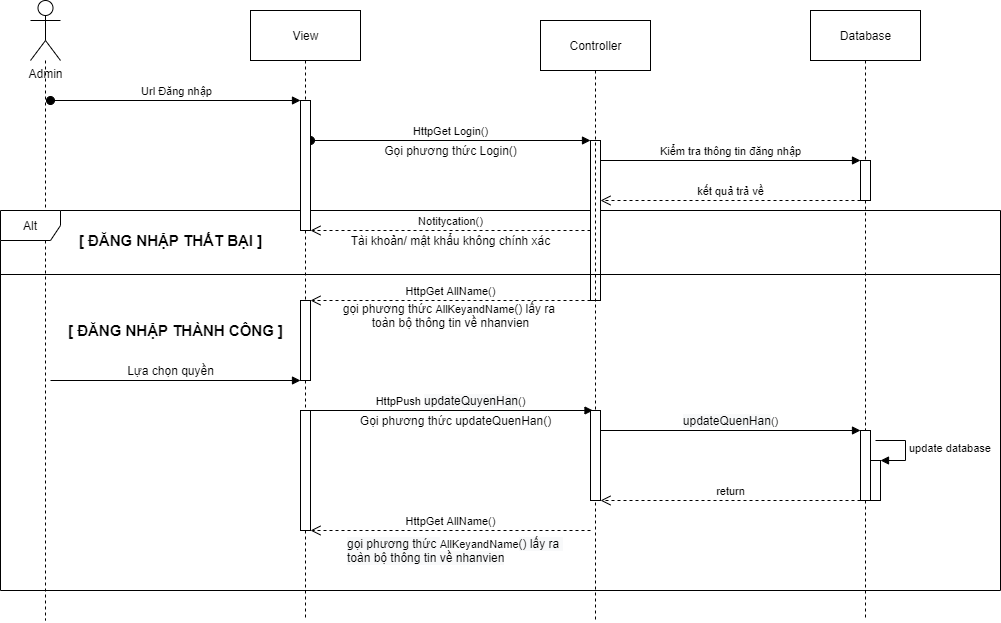 View
Controller
Database
Admin
Url Đăng nhập
HttpGet Login()
Gọi phương thức Login()
Kiểm tra thông tin đăng nhập
kết quả trả về
Alt
[ ĐĂNG NHẬP THẤT BẠI ]
Notitycation()
Tài khoản/ mật khẩu không chính xác
HttpGet AllName()
gọi phương thức AllKeyandName() lấy ra
toàn bộ thông tin về nhanvien
[ ĐĂNG NHẬP THÀNH CÔNG ]
Lựa chọn quyền
HttpPush updateQuyenHan()
Gọi phương thức updateQuenHan()
updateQuenHan()
update database
return
HttpGet AllName()
gọi phương thức AllKeyandName() lấy ra
toàn bộ thông tin về nhanvien